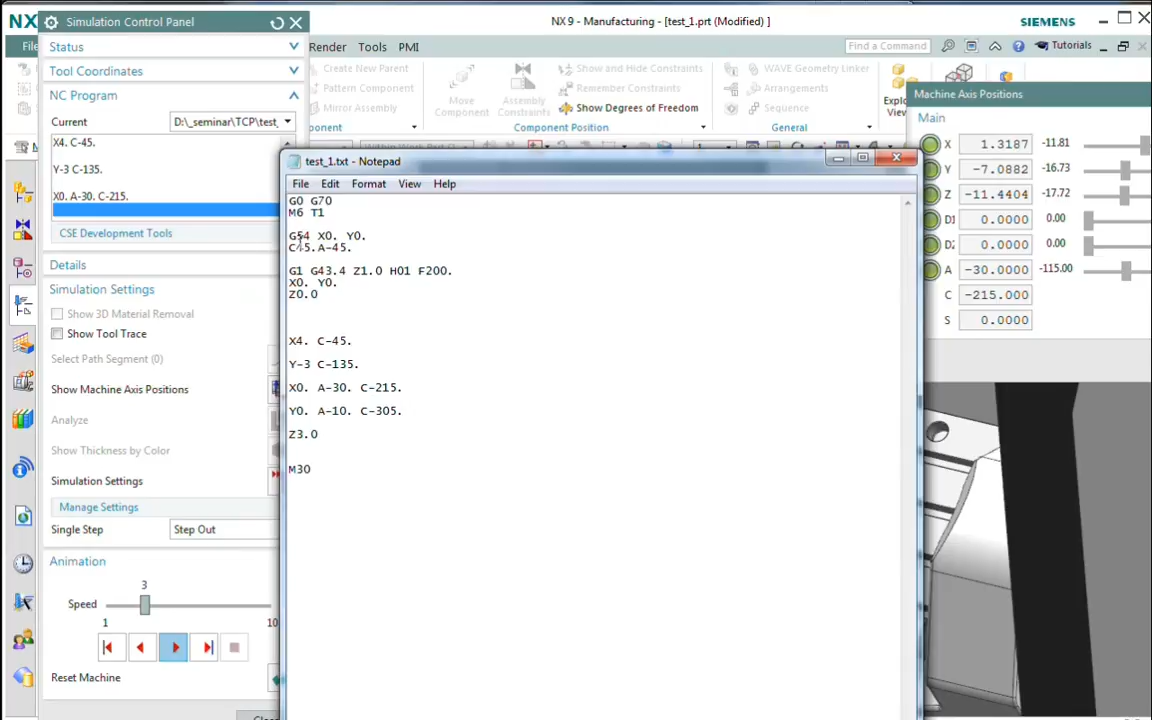 NX
Simulation Control Panel
NX 9 - Manufacturing - [test_1.prt (Modified) ]
SIEMENS
Render Tools PMI
Find a Command
Tutorials
Status
Tool Coordinates
NC Program
Current
D:\_seminar\TCP\test_
X4. C-45.
Y-3 C-135.
X0. A-30. C-215.
CSE Development Tools
Details
Simulation Settings
Show 3D Material Removal
Show Tool Trace
Select Path Segment (0)
Show Machine Axis Positions
Analyze
Show Thickness by Color
Simulation Settings
Manage Settings
Single Step
Step Out
Animation
3
Speed
1
10
Reset Machine
Create New Parent
Pattern Component
Mirror Assembly
Move Component
Assembly Constraints
Show and Hide Constraints
Remember Constraints
Show Degrees of Freedom
Component Position
WAVE Geometry Linker
Arrangements
Sequence
General
test_1.txt - Notepad
File Edit Format View Help
G0 G70
M6 T1
G54 X0. Y0.
C45.A-45.
G1 G43.4 Z1.0 H01 F200.
X0. Y0.
Z0.0
X4. C-45.
Y-3 C-135.
X0. A-30. C-215.
Y0. A-10. C-305.
Z3.0
M30
Machine Axis Positions
Main
X 1.3187 -11.81
Y -7.0882 -16.73
Z -11.4404 -17.72
D1 0.0000 0.00
0.0000 0.00
A -30.0000 -115.00
C -215.000
S 0.0000